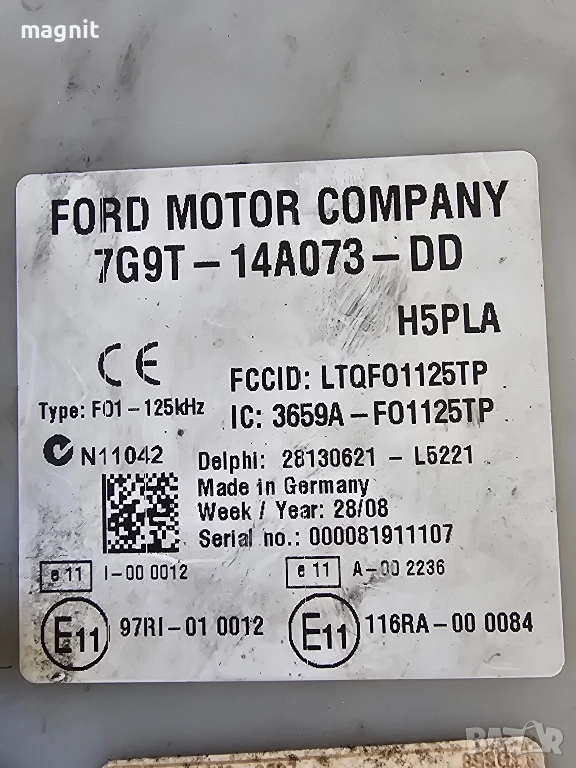 magnit
FORD MOTOR COMPANY
7G9T-14A073-DD
H5PLA
CE
FCCID: LTQFO1125TP
Type: FO1-125kHz
IC: 3659A-FO1125TP
N11042
Delphi: 28130621 - L5221
Made in Germany
Week / Year: 28/08
Serial no.: 000081911107
e 11 I-00 0012
e 11 A-00 2236
E11 97RI-01 0012
E11 116RA-00 0084
BAZAR